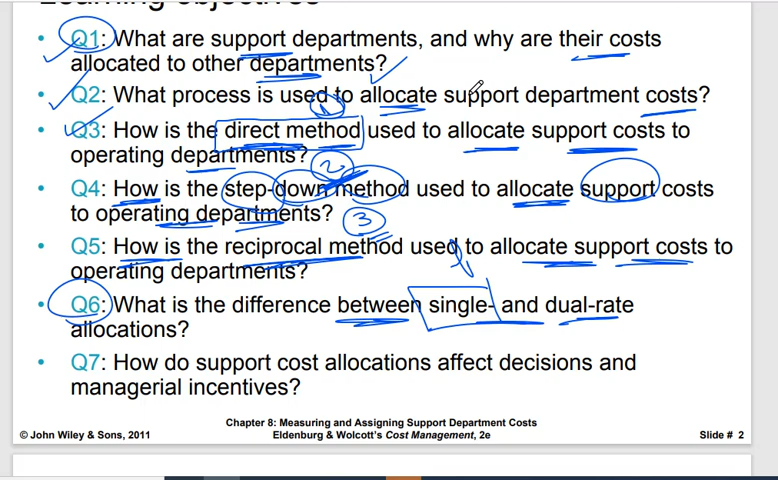 Learning objectives
• Q1: What are support departments, and why are their costs
allocated to other departments?
• Q2: What process is used to allocate support department costs?
1
• Q3: How is the direct method used to allocate support costs to
operating departments?
2
• Q4: How is the step-down method used to allocate support costs
to operating departments?
3
• Q5: How is the reciprocal method used to allocate support costs to
operating departments?
• Q6: What is the difference between single- and dual-rate
allocations?
• Q7: How do support cost allocations affect decisions and
managerial incentives?
Chapter 8: Measuring and Assigning Support Department Costs
© John Wiley & Sons, 2011 Eldenburg & Wolcott's Cost Management, 2e Slide # 2